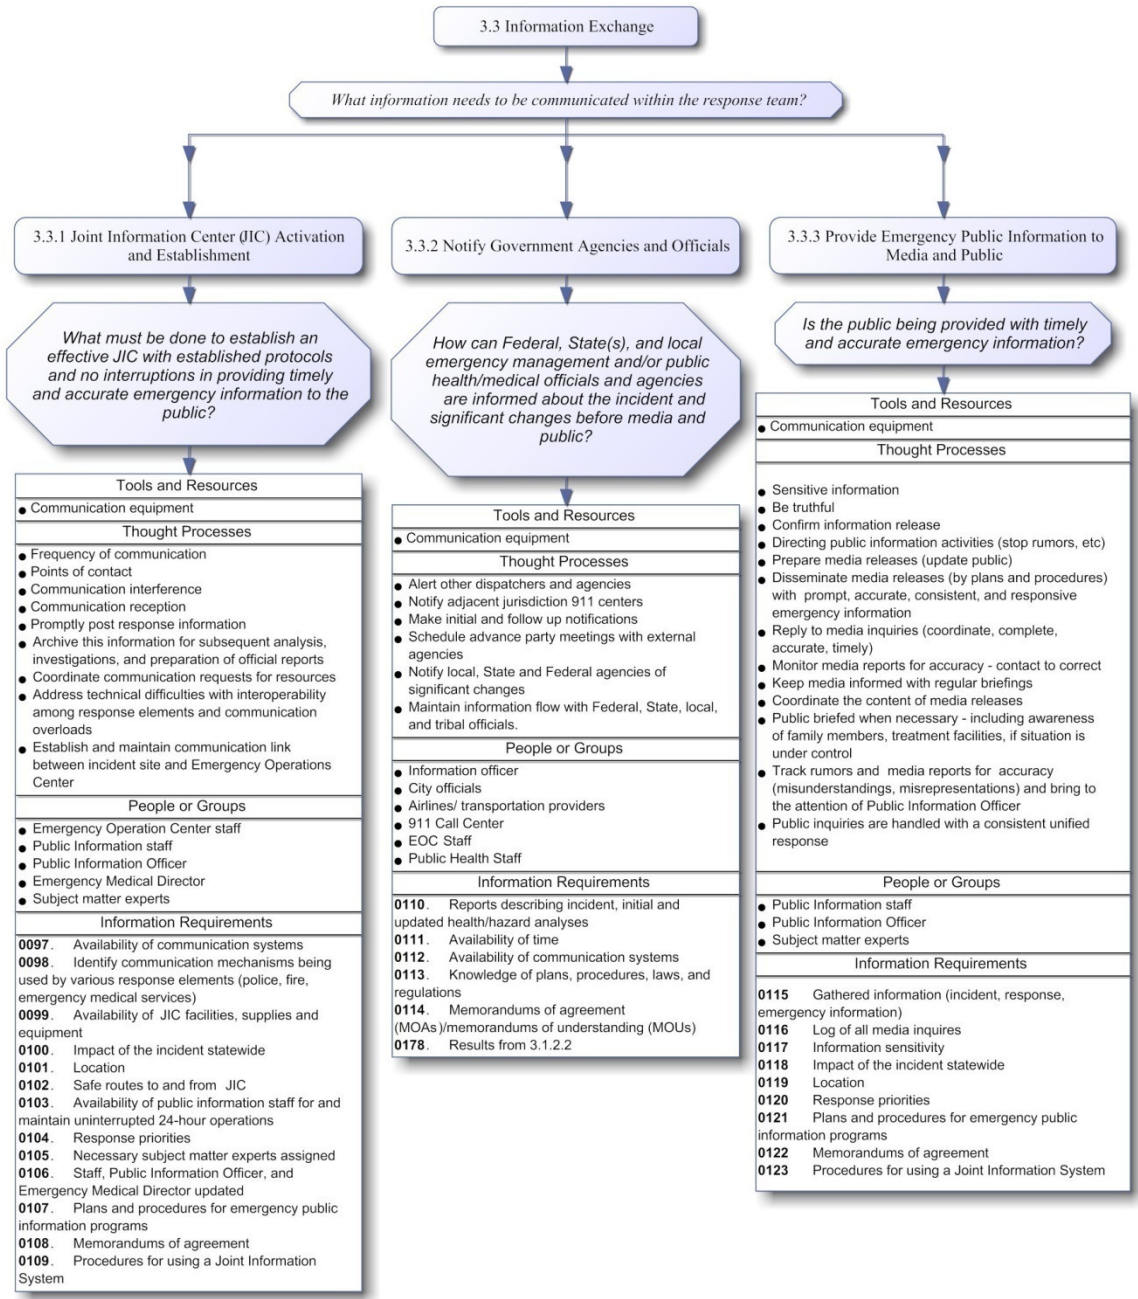 3.3 Information Exchange
What information needs to be communicated within the response team?
3.3.1 Joint Information Center (JIC) Activation
and Establishment
What must be done to establish an
effective JIC with established protocols
and no interruptions in providing timely
and accurate emergency information to the
public?
Tools and Resources
● Communication equipment
Thought Processes
● Frequency of communication
● Points of contact
● Communication interference
● Communication reception
● Promptly post response information
● Archive this information for subsequent analysis,
investigations, and preparation of official reports
● Coordinate communication requests for resources
● Address technical difficulties with interoperability
among response elements and communication
overloads
● Establish and maintain communication link
between incident site and Emergency Operations
Center
People or Groups
● Emergency Operation Center staff
● Public Information staff
● Public Information Officer
● Emergency Medical Director
● Subject matter experts
Information Requirements
0097. Availability of communication systems
0098. Identify communication mechanisms being
used by various response elements (police, fire,
emergency medical services)
0099. Availability of JIC facilities, supplies and
equipment
0100. Impact of the incident statewide
0101. Location
0102. Safe routes to and from JIC
0103. Availability of public information staff for and
maintain uninterrupted 24-hour operations
0104. Response priorities
0105. Necessary subject matter experts assigned
0106. Staff, Public Information Officer, and
Emergency Medical Director updated
0107. Plans and procedures for emergency public
information programs
0108. Memorandums of agreement
0109. Procedures for using a Joint Information
System
3.3.2 Notify Government Agencies and Officials
How can Federal, State(s), and local
emergency management and/or public
health/medical officials and agencies
are informed about the incident and
significant changes before media and
public?
Tools and Resources
● Communication equipment
Thought Processes
● Alert other dispatchers and agencies
● Notify adjacent jurisdiction 911 centers
● Make initial and follow up notifications
● Schedule advance party meetings with external
agencies
● Notify local, State and Federal agencies of
significant changes
● Maintain information flow with Federal, State, local,
and tribal officials.
People or Groups
● Information officer
● City officials
● Airlines/ transportation providers
● 911 Call Center
● EOC Staff
● Public Health Staff
Information Requirements
0110. Reports describing incident, initial and
updated health/hazard analyses
0111. Availability of time
0112. Availability of communication systems
0113. Knowledge of plans, procedures, laws, and
regulations
0114. Memorandums of agreement
(MOAs)/memorandums of understanding (MOUs)
0178. Results from 3.1.2.2
3.3.3 Provide Emergency Public Information to
Media and Public
Is the public being provided with timely
and accurate emergency information?
Tools and Resources
● Communication equipment
Thought Processes
● Sensitive information
● Be truthful
● Confirm information release
● Directing public information activities (stop rumors, etc)
● Prepare media releases (update public)
● Disseminate media releases (by plans and procedures)
with prompt, accurate, consistent, and responsive
emergency information
● Reply to media inquiries (coordinate, complete,
accurate, timely)
● Monitor media reports for accuracy - contact to correct
● Keep media informed with regular briefings
● Coordinate the content of media releases
● Public briefed when necessary - including awareness
of family members, treatment facilities, if situation is
under control
● Track rumors and media reports for accuracy
(misunderstandings, misrepresentations) and bring to
the attention of Public Information Officer
● Public inquiries are handled with a consistent unified
response
People or Groups
● Public Information staff
● Public Information Officer
● Subject matter experts
Information Requirements
0115 Gathered information (incident, response,
emergency information)
0116 Log of all media inquires
0117 Information sensitivity
0118 Impact of the incident statewide
0119 Location
0120 Response priorities
0121 Plans and procedures for emergency public
information programs
0122 Memorandums of agreement
0123 Procedures for using a Joint Information System